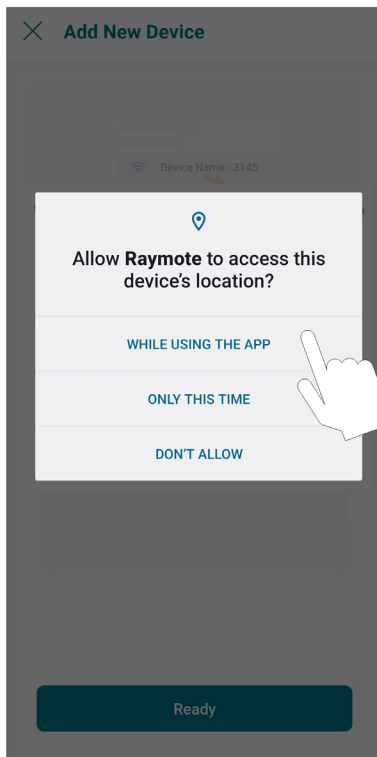 Add New Device
Device Name - 3145
Allow Raymote to access this
device's location?
WHILE USING THE APP
ONLY THIS TIME
DON'T ALLOW
Ready